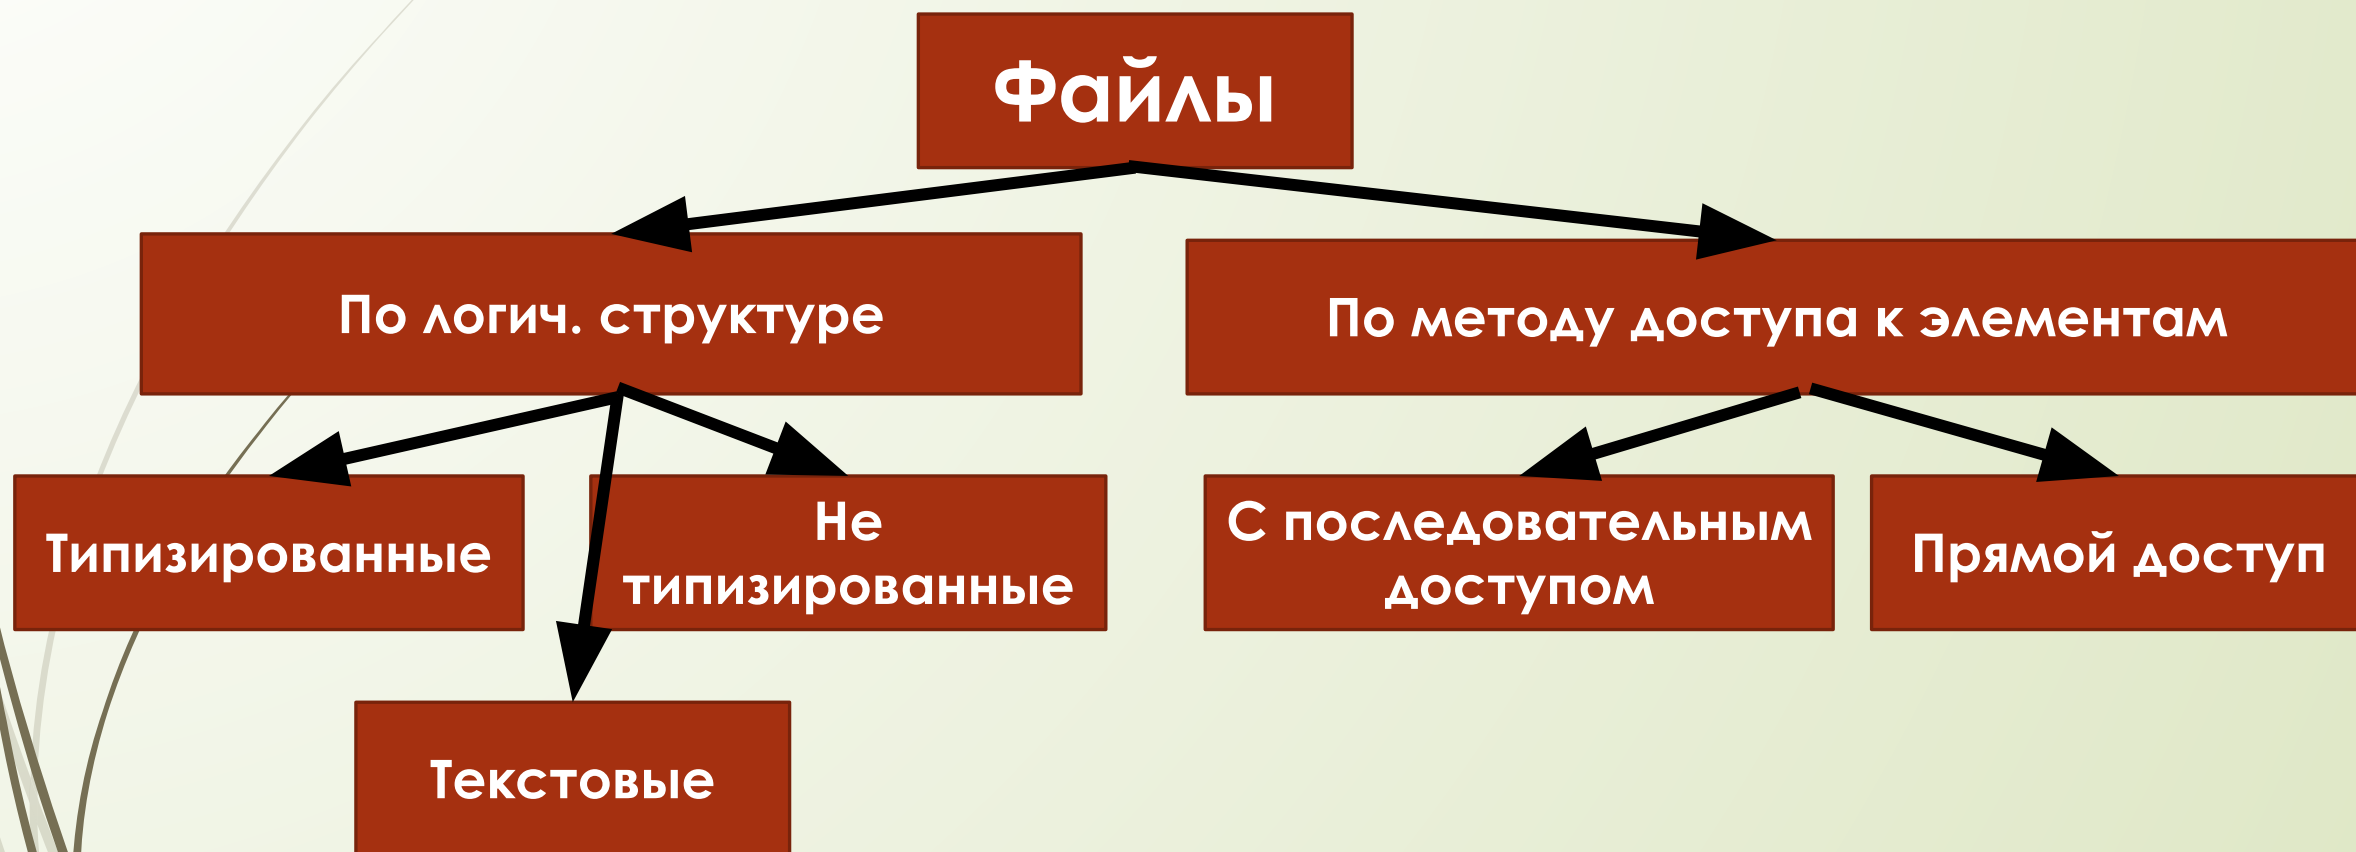 Файлы
По логич. структуре
По методу доступа к элементам
Типизированные
Не
типизированные
С последовательным
доступом
Прямой доступ
Текстовые